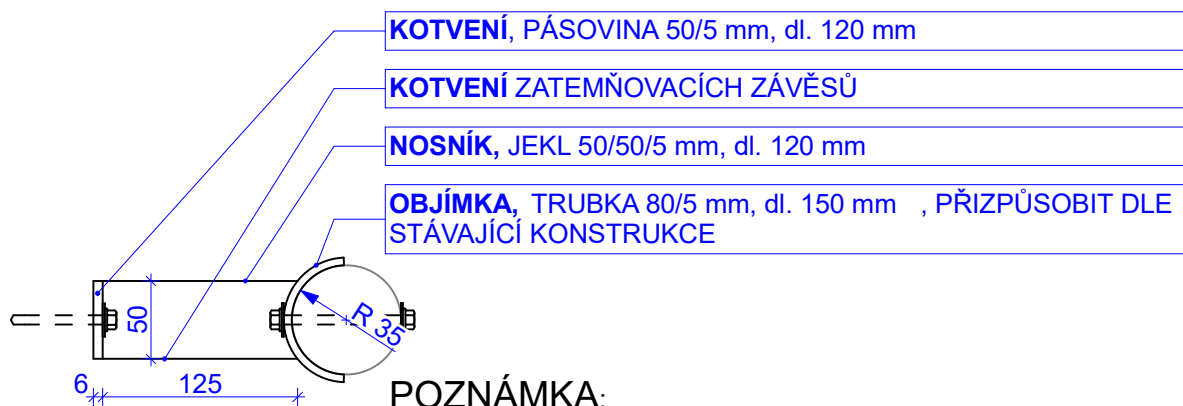 KOTVENÍ, PÁSOVINA 50/5 mm, dl. 120 mm
KOTVENÍ ZATEMŇOVACÍCH ZÁVĚSŮ
NOSNÍK, JEKL 50/50/5 mm, dl. 120 mm
OBJÍMKA, TRUBKA 80/5 mm, dl. 150 mm , PŘIZPŮSOBIT DLE
STÁVAJÍCÍ KONSTRUKCE
50
R 35
6
125
POZNÁMKA: